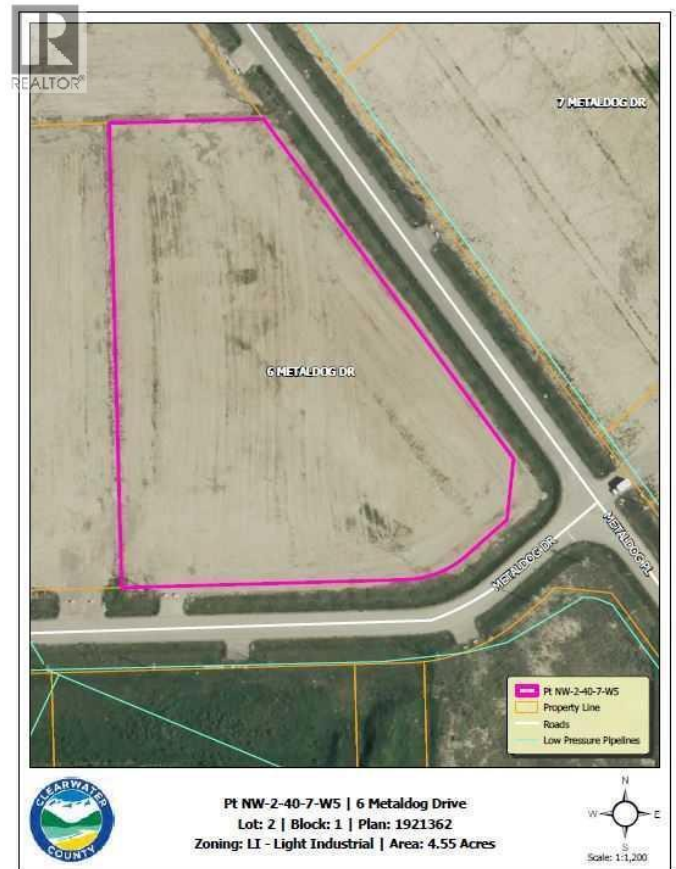 REALTOR®
7 METALDOG DR
6 METALDOG DR
METALDOG DR
METALDOG PL
Pt NW-2-40-7-W5
Property Line
Roads
Low Pressure Pipelines
CLEARWATER
COUNTY
Pt NW-2-40-7-W5 | 6 Metaldog Drive
Lot: 2 | Block: 1 | Plan: 1921362
Zoning: LI - Light Industrial | Area: 4.55 Acres
N
W E
S
Scale: 1:1,200